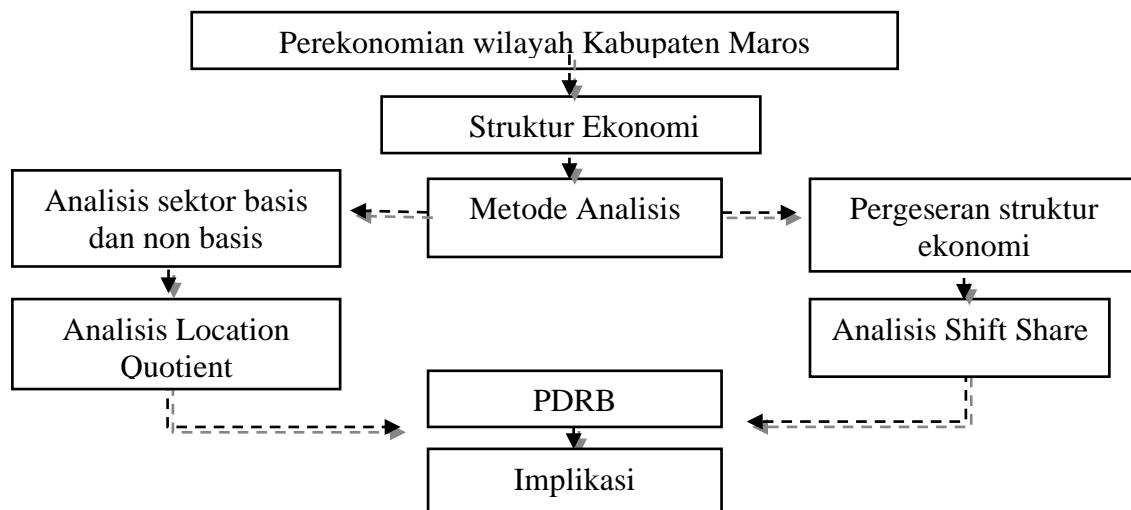 Perekonomian wilayah Kabupaten Maros
Struktur Ekonomi
Analisis sektor basis
dan non basis
Metode Analisis
Pergeseran struktur
ekonomi
Analisis Location
Quotient
Analisis Shift Share
PDRB
Implikasi